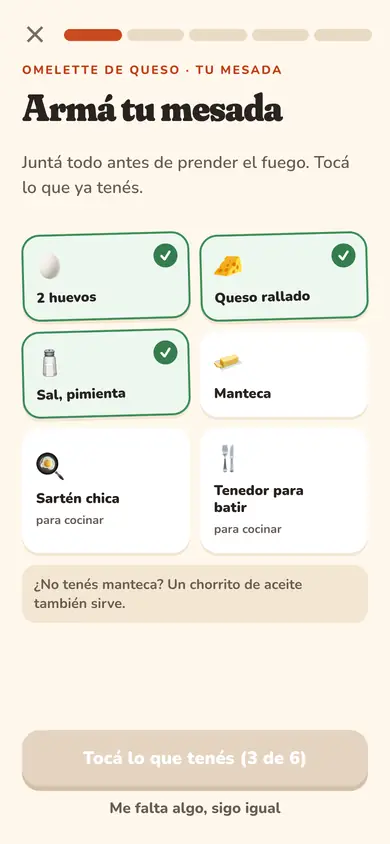 OMELETTE DE QUESO · TU MESADA
Armá tu mesada
Juntá todo antes de prender el fuego. Tocá
lo que ya tenés.
2 huevos
Queso rallado
Sal, pimienta
Manteca
Sartén chica
para cocinar
Tenedor para
batir
para cocinar
¿No tenés manteca? Un chorrito de aceite
también sirve.
Tocá lo que tenés (3 de 6)
Me falta algo, sigo igual